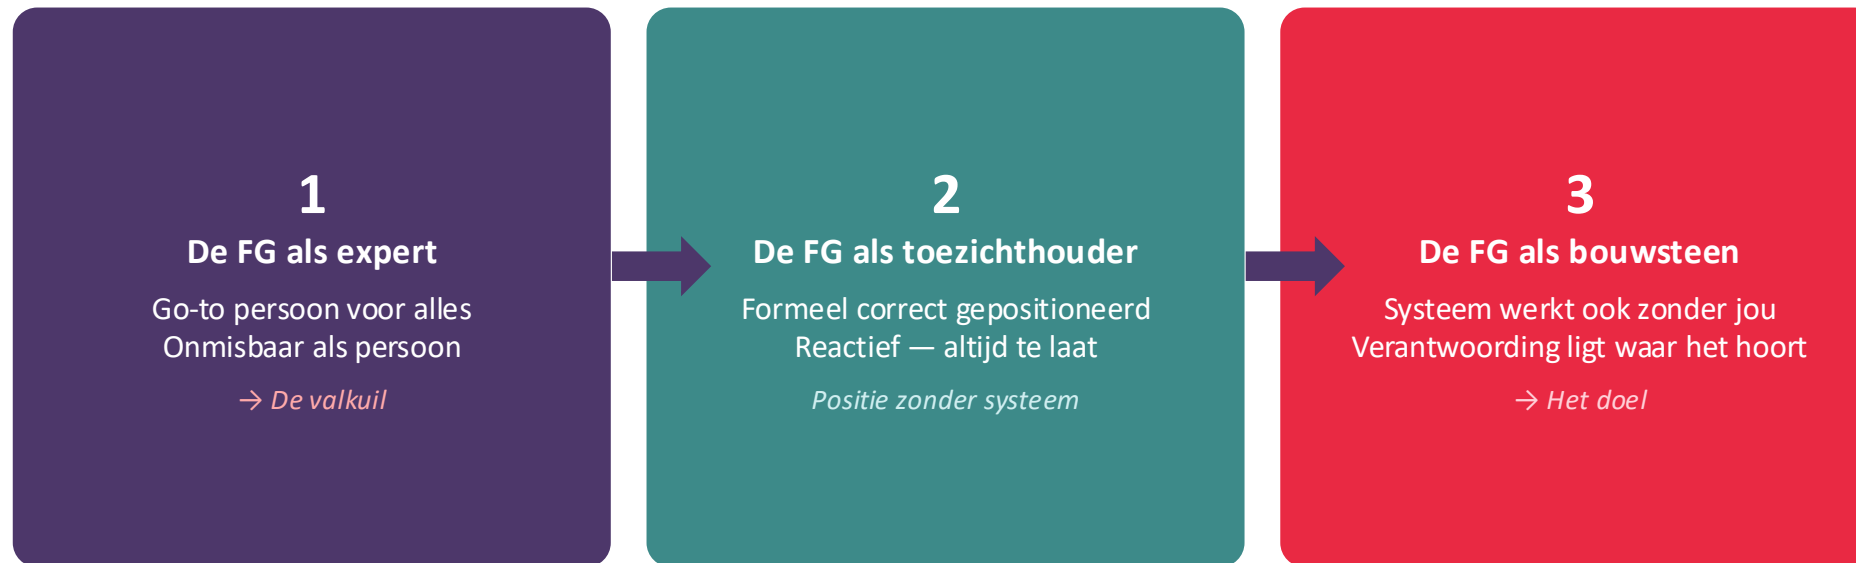 1
De FG als expert
Go-to persoon voor alles
Onmisbaar als persoon
→ De valkuil
2
De FG als toezichthouder
Formeel correct gepositioneerd
Reactief — altijd te laat
Positie zonder systeem
3
De FG als bouwsteen
Systeem werkt ook zonder jou
Verantwoording ligt waar het hoort
→ Het doel